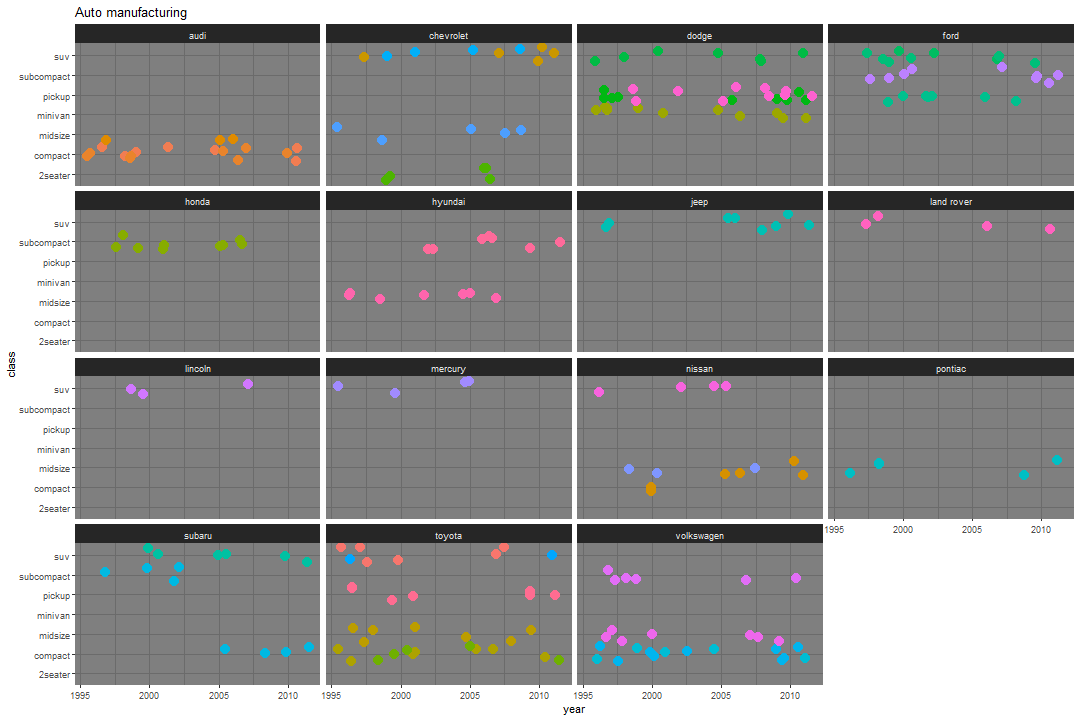 Auto manufacturing
audi chevrolet dodge ford
suv
subcompact
pickup
minivan
midsize
compact
2seater
honda hyundai jeep land rover
suv
subcompact
pickup
minivan
midsize
compact
2seater
class
lincoln mercury nissan pontiac
suv
subcompact
pickup
minivan
midsize
compact
2seater
1995 2000 2005 2010
subaru toyota volkswagen
suv
subcompact
pickup
minivan
midsize
compact
2seater
1995 2000 2005 2010 1995 2000 2005 2010 1995 2000 2005 2010
year